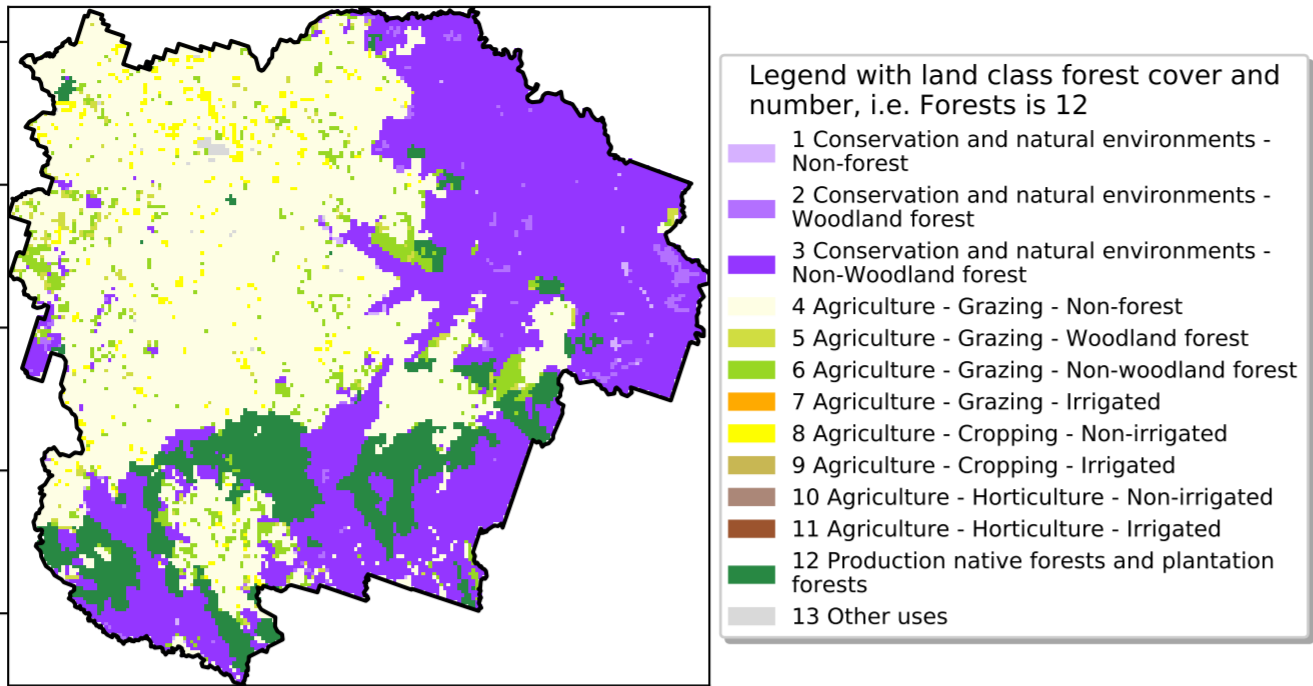 Legend with land class forest cover and
number, i.e. Forests is 12
1 Conservation and natural environments -
Non-forest
2 Conservation and natural environments -
Woodland forest
3 Conservation and natural environments -
Non-Woodland forest
4 Agriculture - Grazing - Non-forest
5 Agriculture - Grazing - Woodland forest
6 Agriculture - Grazing - Non-woodland forest
7 Agriculture - Grazing - Irrigated
8 Agriculture - Cropping - Non-irrigated
9 Agriculture - Cropping - Irrigated
10 Agriculture - Horticulture - Non-irrigated
11 Agriculture - Horticulture - Irrigated
12 Production native forests and plantation
forests
13 Other uses